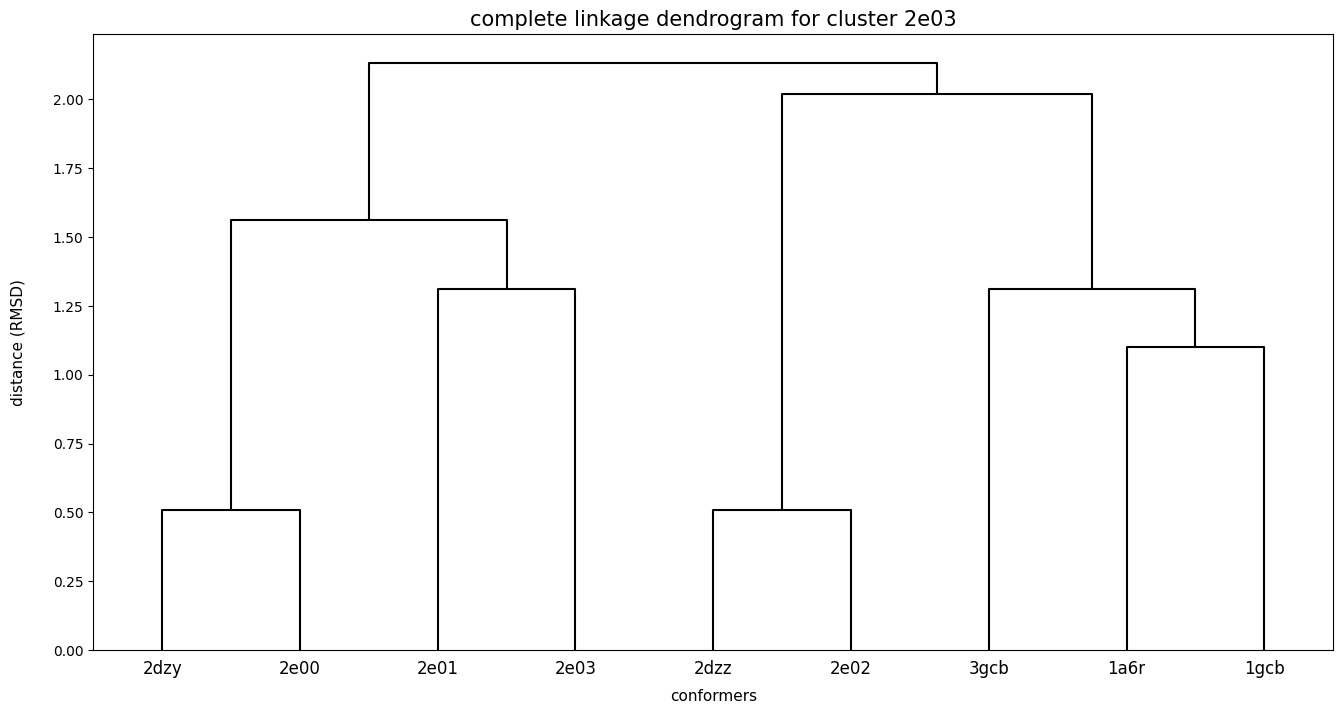 complete linkage dendrogram for cluster 2e03
distance (RMSD)
2.00
1.75
1.50
1.25
1.00
0.75
0.50
0.25
0.00
2dzy 2e00 2e01 2e03 2dzz 2e02 3gcb 1a6r 1gcb
conformers